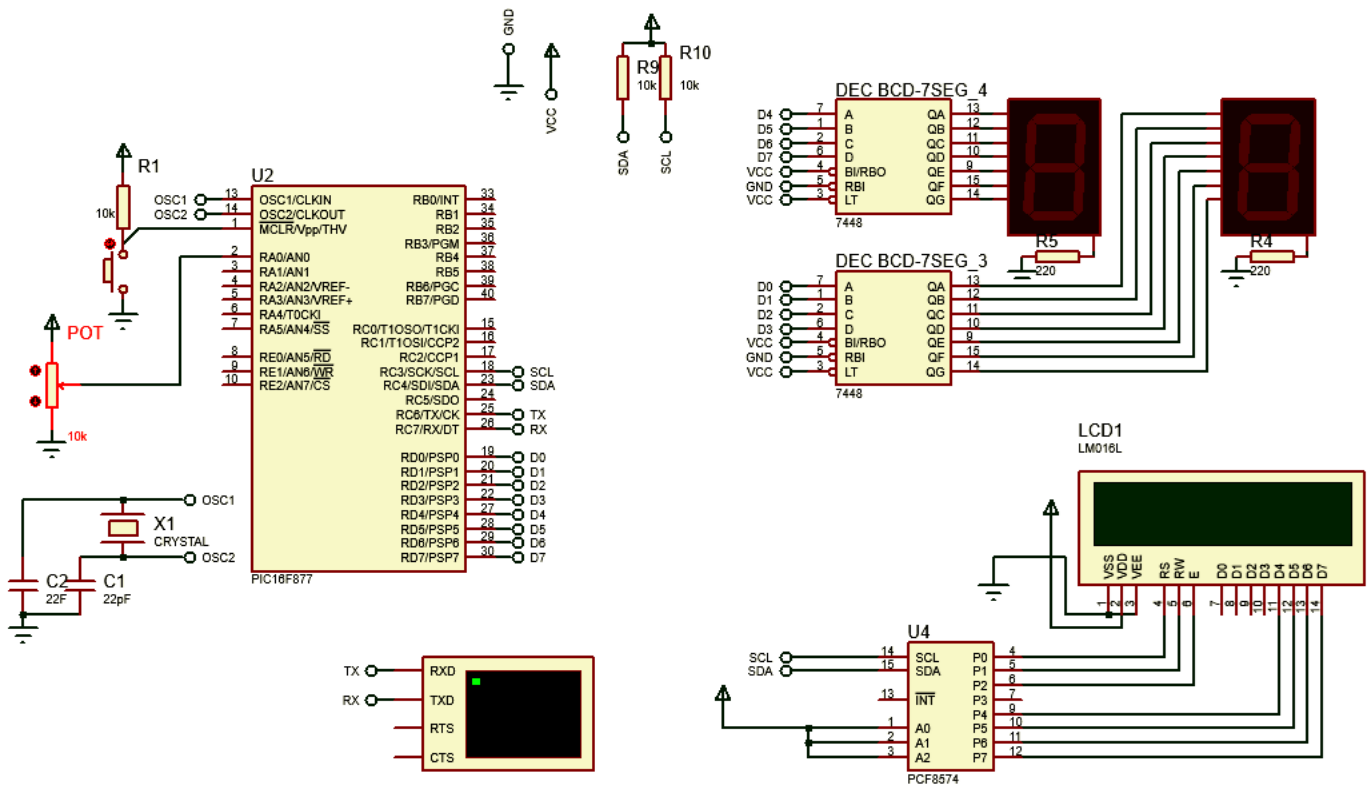 GND
VCC
R9
10k
R10
10k
SDA
SCL
R1
10k
U2
OSC1
OSC2
13 OSC1/CLKIN
14 OSC2/CLKOUT
1 MCLR/Vpp/THV
2 RA0/AN0
3 RA1/AN1
4 RA2/AN2/VREF-
5 RA3/AN3/VREF+
6 RA4/T0CKI
7 RA5/AN4/SS
8 RE0/AN5/RD
9 RE1/AN6/WR
10 RE2/AN7/CS
RB0/INT 33
RB1 34
RB2 35
RB3/PGM 36
RB4 37
RB5 38
RB6/PGC 39
RB7/PGD 40
RC0/T1OSO/T1CKI 15
RC1/T1OSI/CCP2 16
RC2/CCP1 17
RC3/SCK/SCL 18 SCL
RC4/SDI/SDA 23 SDA
RC5/SDO 24
RC6/TX/CK 25 TX
RC7/RX/DT 26 RX
RD0/PSP0 19 D0
RD1/PSP1 20 D1
RD2/PSP2 21 D2
RD3/PSP3 22 D3
RD4/PSP4 27 D4
RD5/PSP5 28 D5
RD6/PSP6 29 D6
RD7/PSP7 30 D7
PIC16F877
POT
10k
OSC1
X1
CRYSTAL
OSC2
C2
22F
C1
22pF
TX RXD
RX TXD
RTS
CTS
DEC BCD-7SEG_4
D4 7 A QA 13
D5 1 B QB 12
D6 2 C QC 11
D7 6 D QD 10
VCC 4 BI/RBO QE 9
GND 5 RBI QF 15
VCC 3 LT QG 14
7448
R5
220
R4
220
DEC BCD-7SEG_3
D0 7 A QA 13
D1 1 B QB 12
D2 2 C QC 11
D3 6 D QD 10
VCC 4 BI/RBO QE 9
GND 5 RBI QF 15
VCC 3 LT QG 14
7448
LCD1
LM016L
VSS VDD VEE RS RW E D0 D1 D2 D3 D4 D5 D6 D7
1 2 3 4 5 6 7 8 9 10 11 12 13 14
U4
SCL 14 SCL P0 4
SDA 15 SDA P1 5
P2 6
13 INT P3 7
P4 9
1 A0 P5 10
2 A1 P6 11
3 A2 P7 12
PCF8574